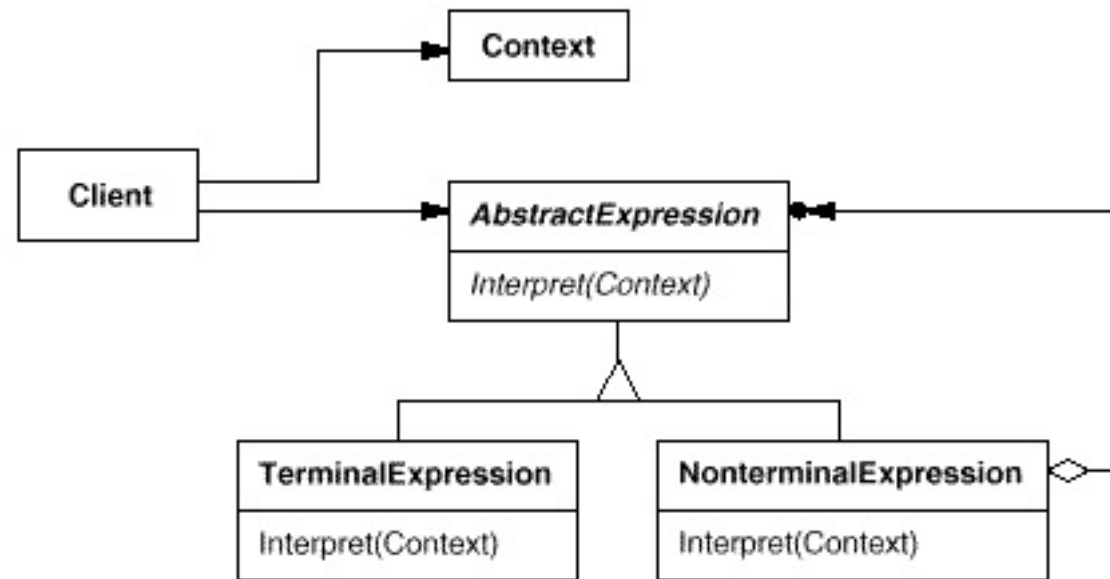 Context
Client
AbstractExpression
Interpret(Context)
TerminalExpression
Interpret(Context)
NonterminalExpression
Interpret(Context)